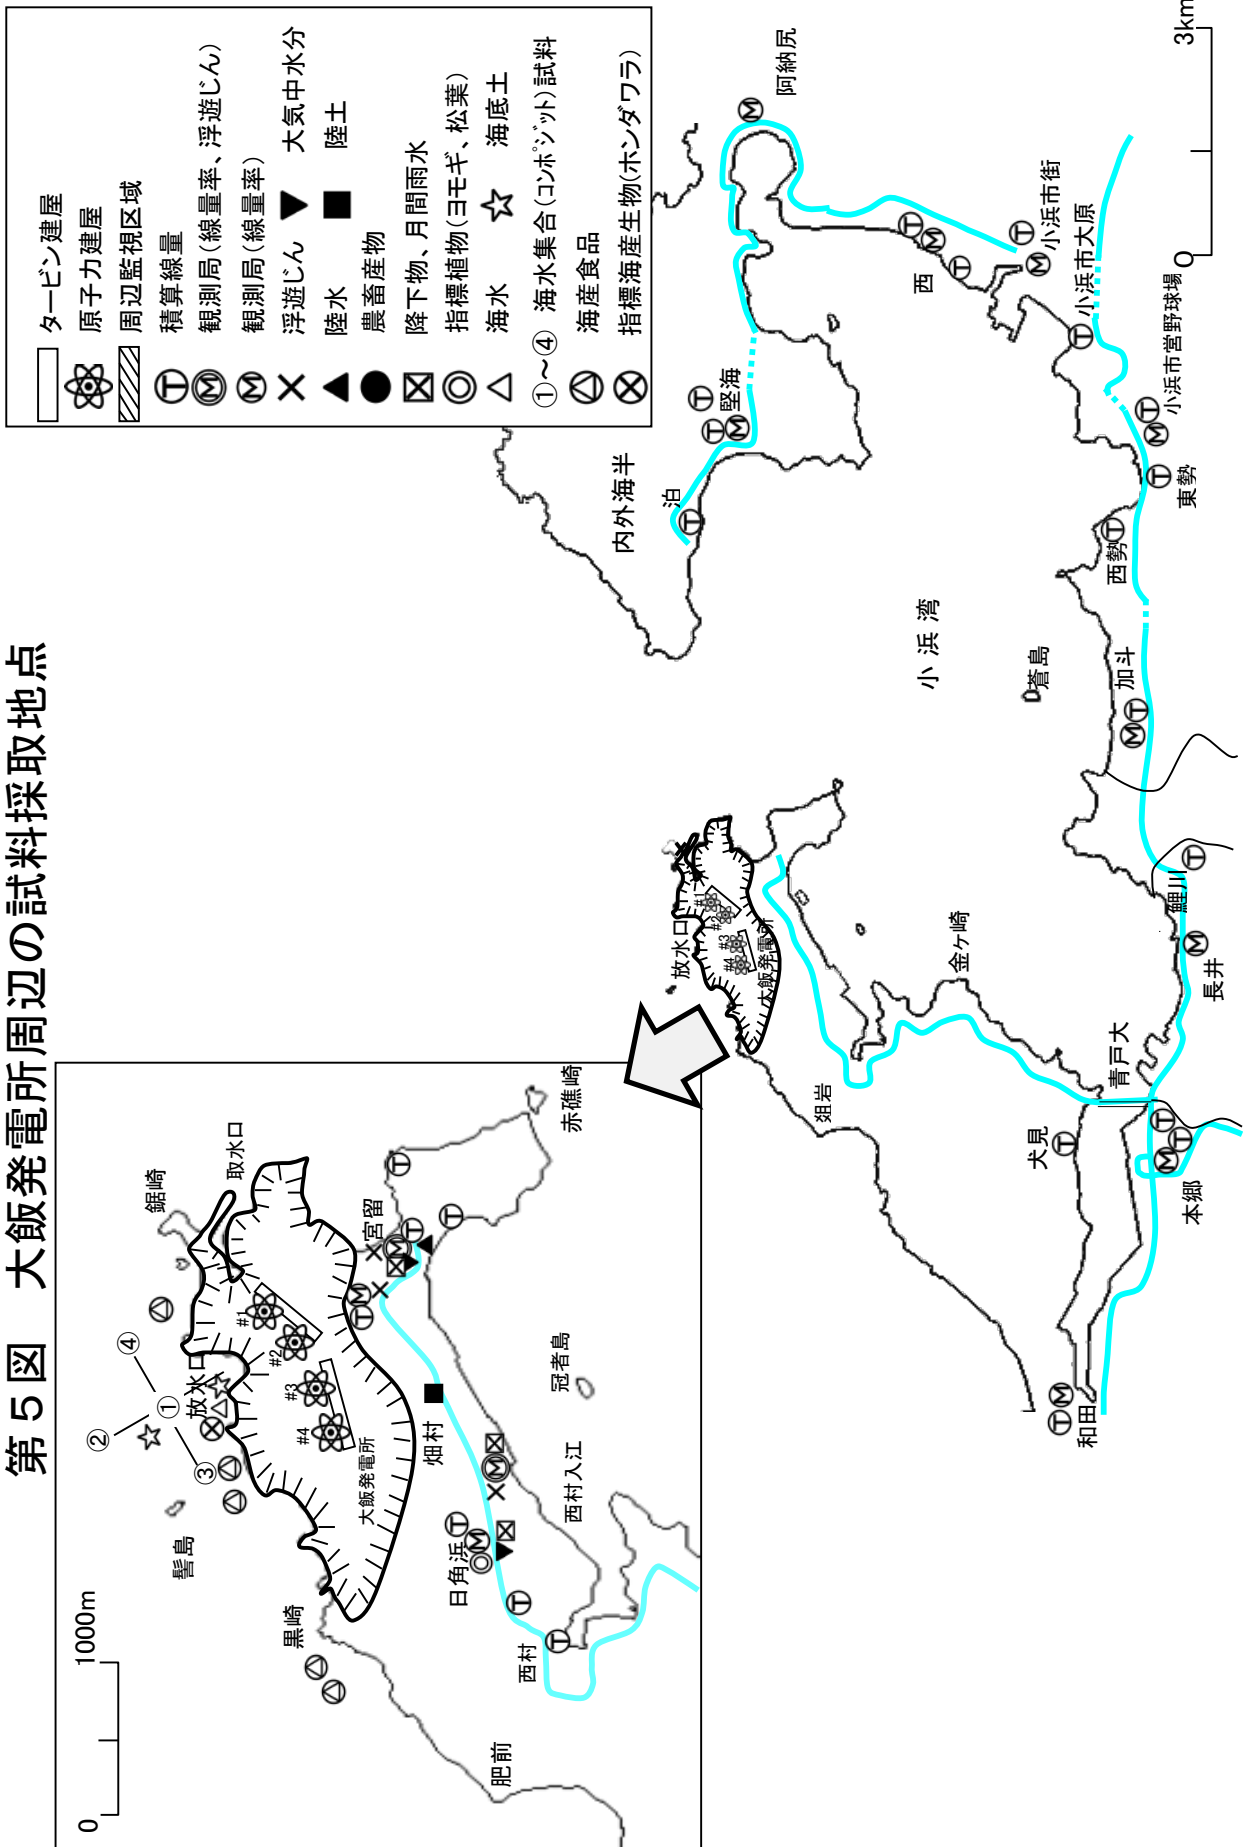 第５図　大飯発電所周辺の試料採取地点
タービン建屋
原子力建屋
周辺監視区域
Ⓣ 積算線量
Ⓜ 観測局(線量率、浮遊じん)
Ⓜ 観測局(線量率)
× 浮遊じん ▼ 大気中水分
▲ 陸水 ■ 陸土
● 農畜産物
降下物、月間雨水
◎ 指標植物(ヨモギ、松葉)
△ 海水 ☆ 海底土
①～④ 海水集合(コンポジット)試料
海産食品
⊗ 指標海産生物(ホンダワラ)
0 1000m
②
④
①
③
鋸崎
取水口
放水口
髻島
黒崎
#1
#2
#3
#4
大飯発電所
宮留
赤礁崎
畑村
冠者島
日角浜
西村入江
西村
肥前
内外海半
泊
堅海
阿納尻
西
小浜市街
小浜市大原
小浜市営野球場
東勢
西勢
小浜湾
蒼島
加斗
放水口
#1
#2
#3
#4
大飯発電所
鯉川
長井
金ヶ崎
青戸大
爼岩
犬見
本郷
和田
0 3km